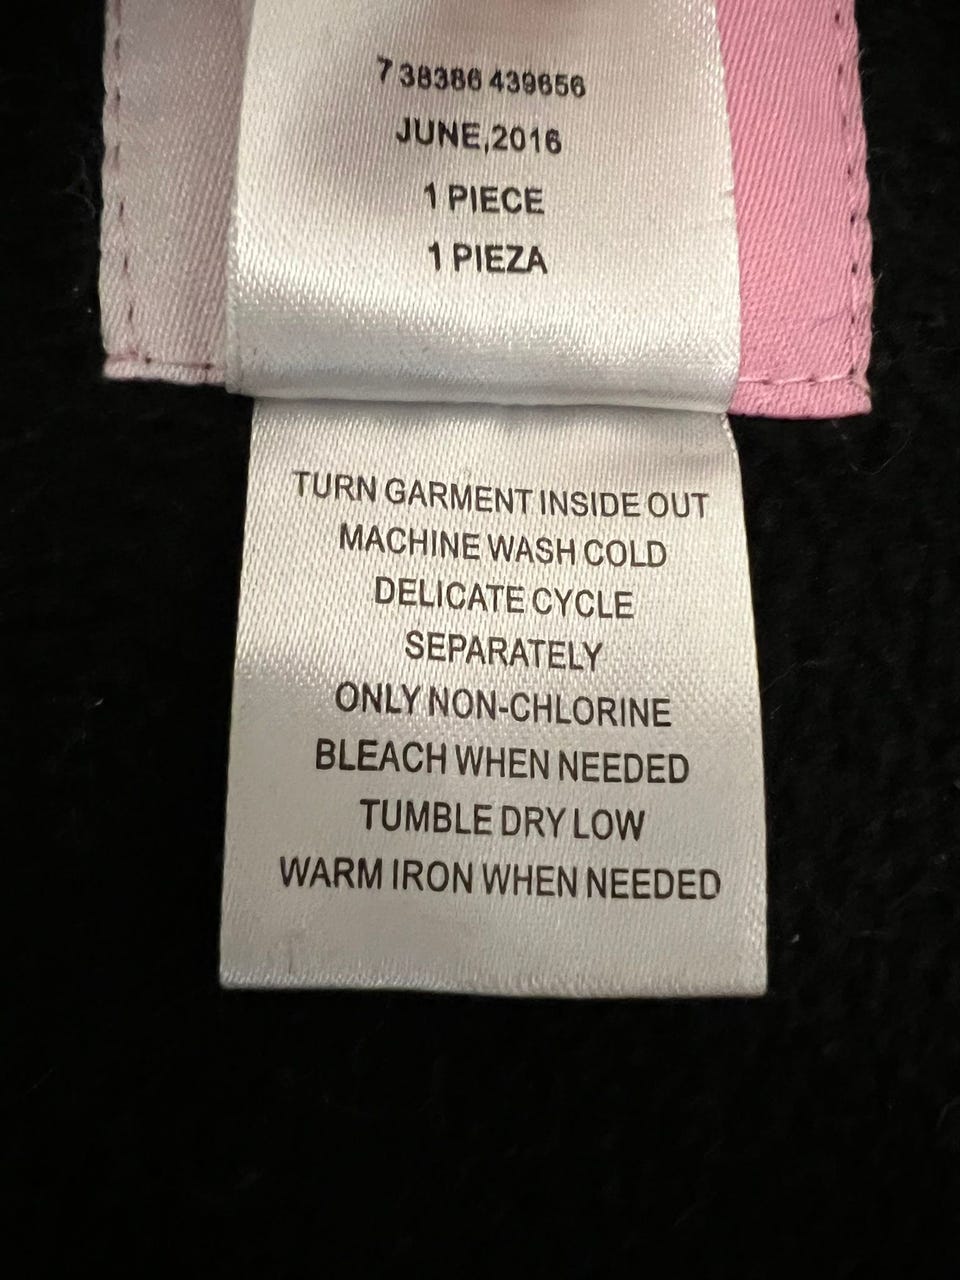 7 38386 439656
JUNE,2016
1 PIECE
1 PIEZA
TURN GARMENT INSIDE OUT
MACHINE WASH COLD
DELICATE CYCLE
SEPARATELY
ONLY NON-CHLORINE
BLEACH WHEN NEEDED
TUMBLE DRY LOW
WARM IRON WHEN NEEDED